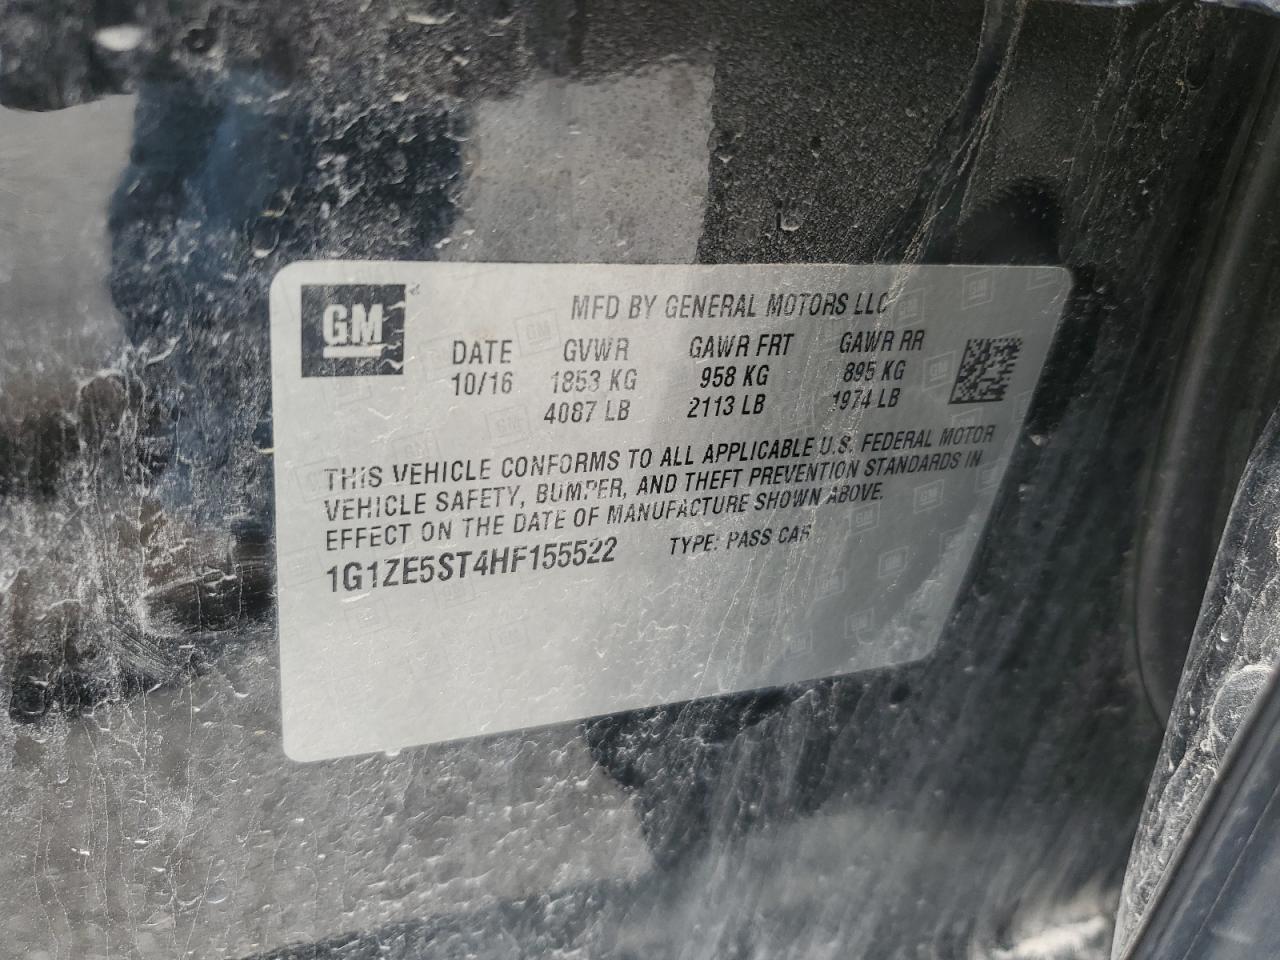 GM
MFD BY GENERAL MOTORS LLC
DATE GVWR GAWR FRT GAWR RR
10/16 1853 KG 958 KG 895 KG
4087 LB 2113 LB 1974 LB
THIS VEHICLE CONFORMS TO ALL APPLICABLE U.S. FEDERAL MOTOR
VEHICLE SAFETY, BUMPER, AND THEFT PREVENTION STANDARDS IN
EFFECT ON THE DATE OF MANUFACTURE SHOWN ABOVE.
1G1ZE5ST4HF155522 TYPE: PASS CAR